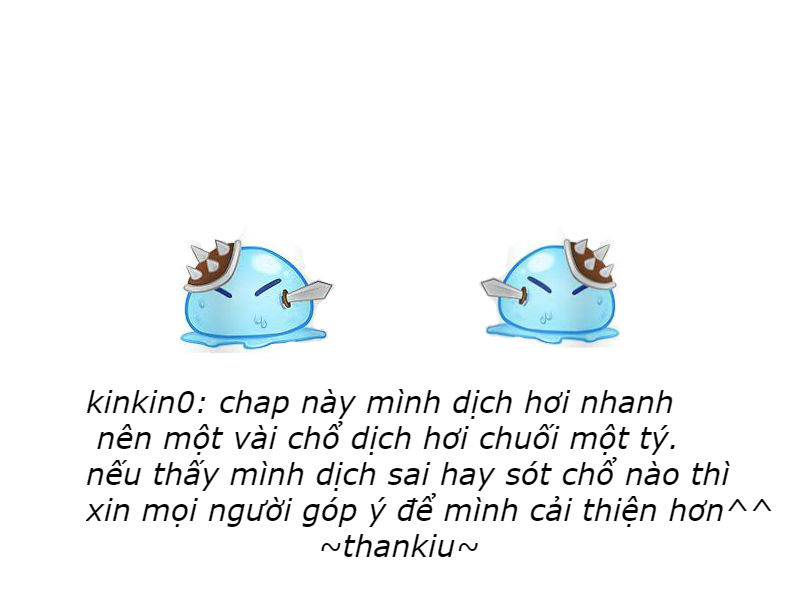 kinkin0: chap này mình dịch hơi nhanh
nên một vài chổ dịch hơi chuối một tý.
nếu thấy mình dịch sai hay sót chổ nào thì
xin mọi người góp ý để mình cải thiện hơn^^
~thankiu~